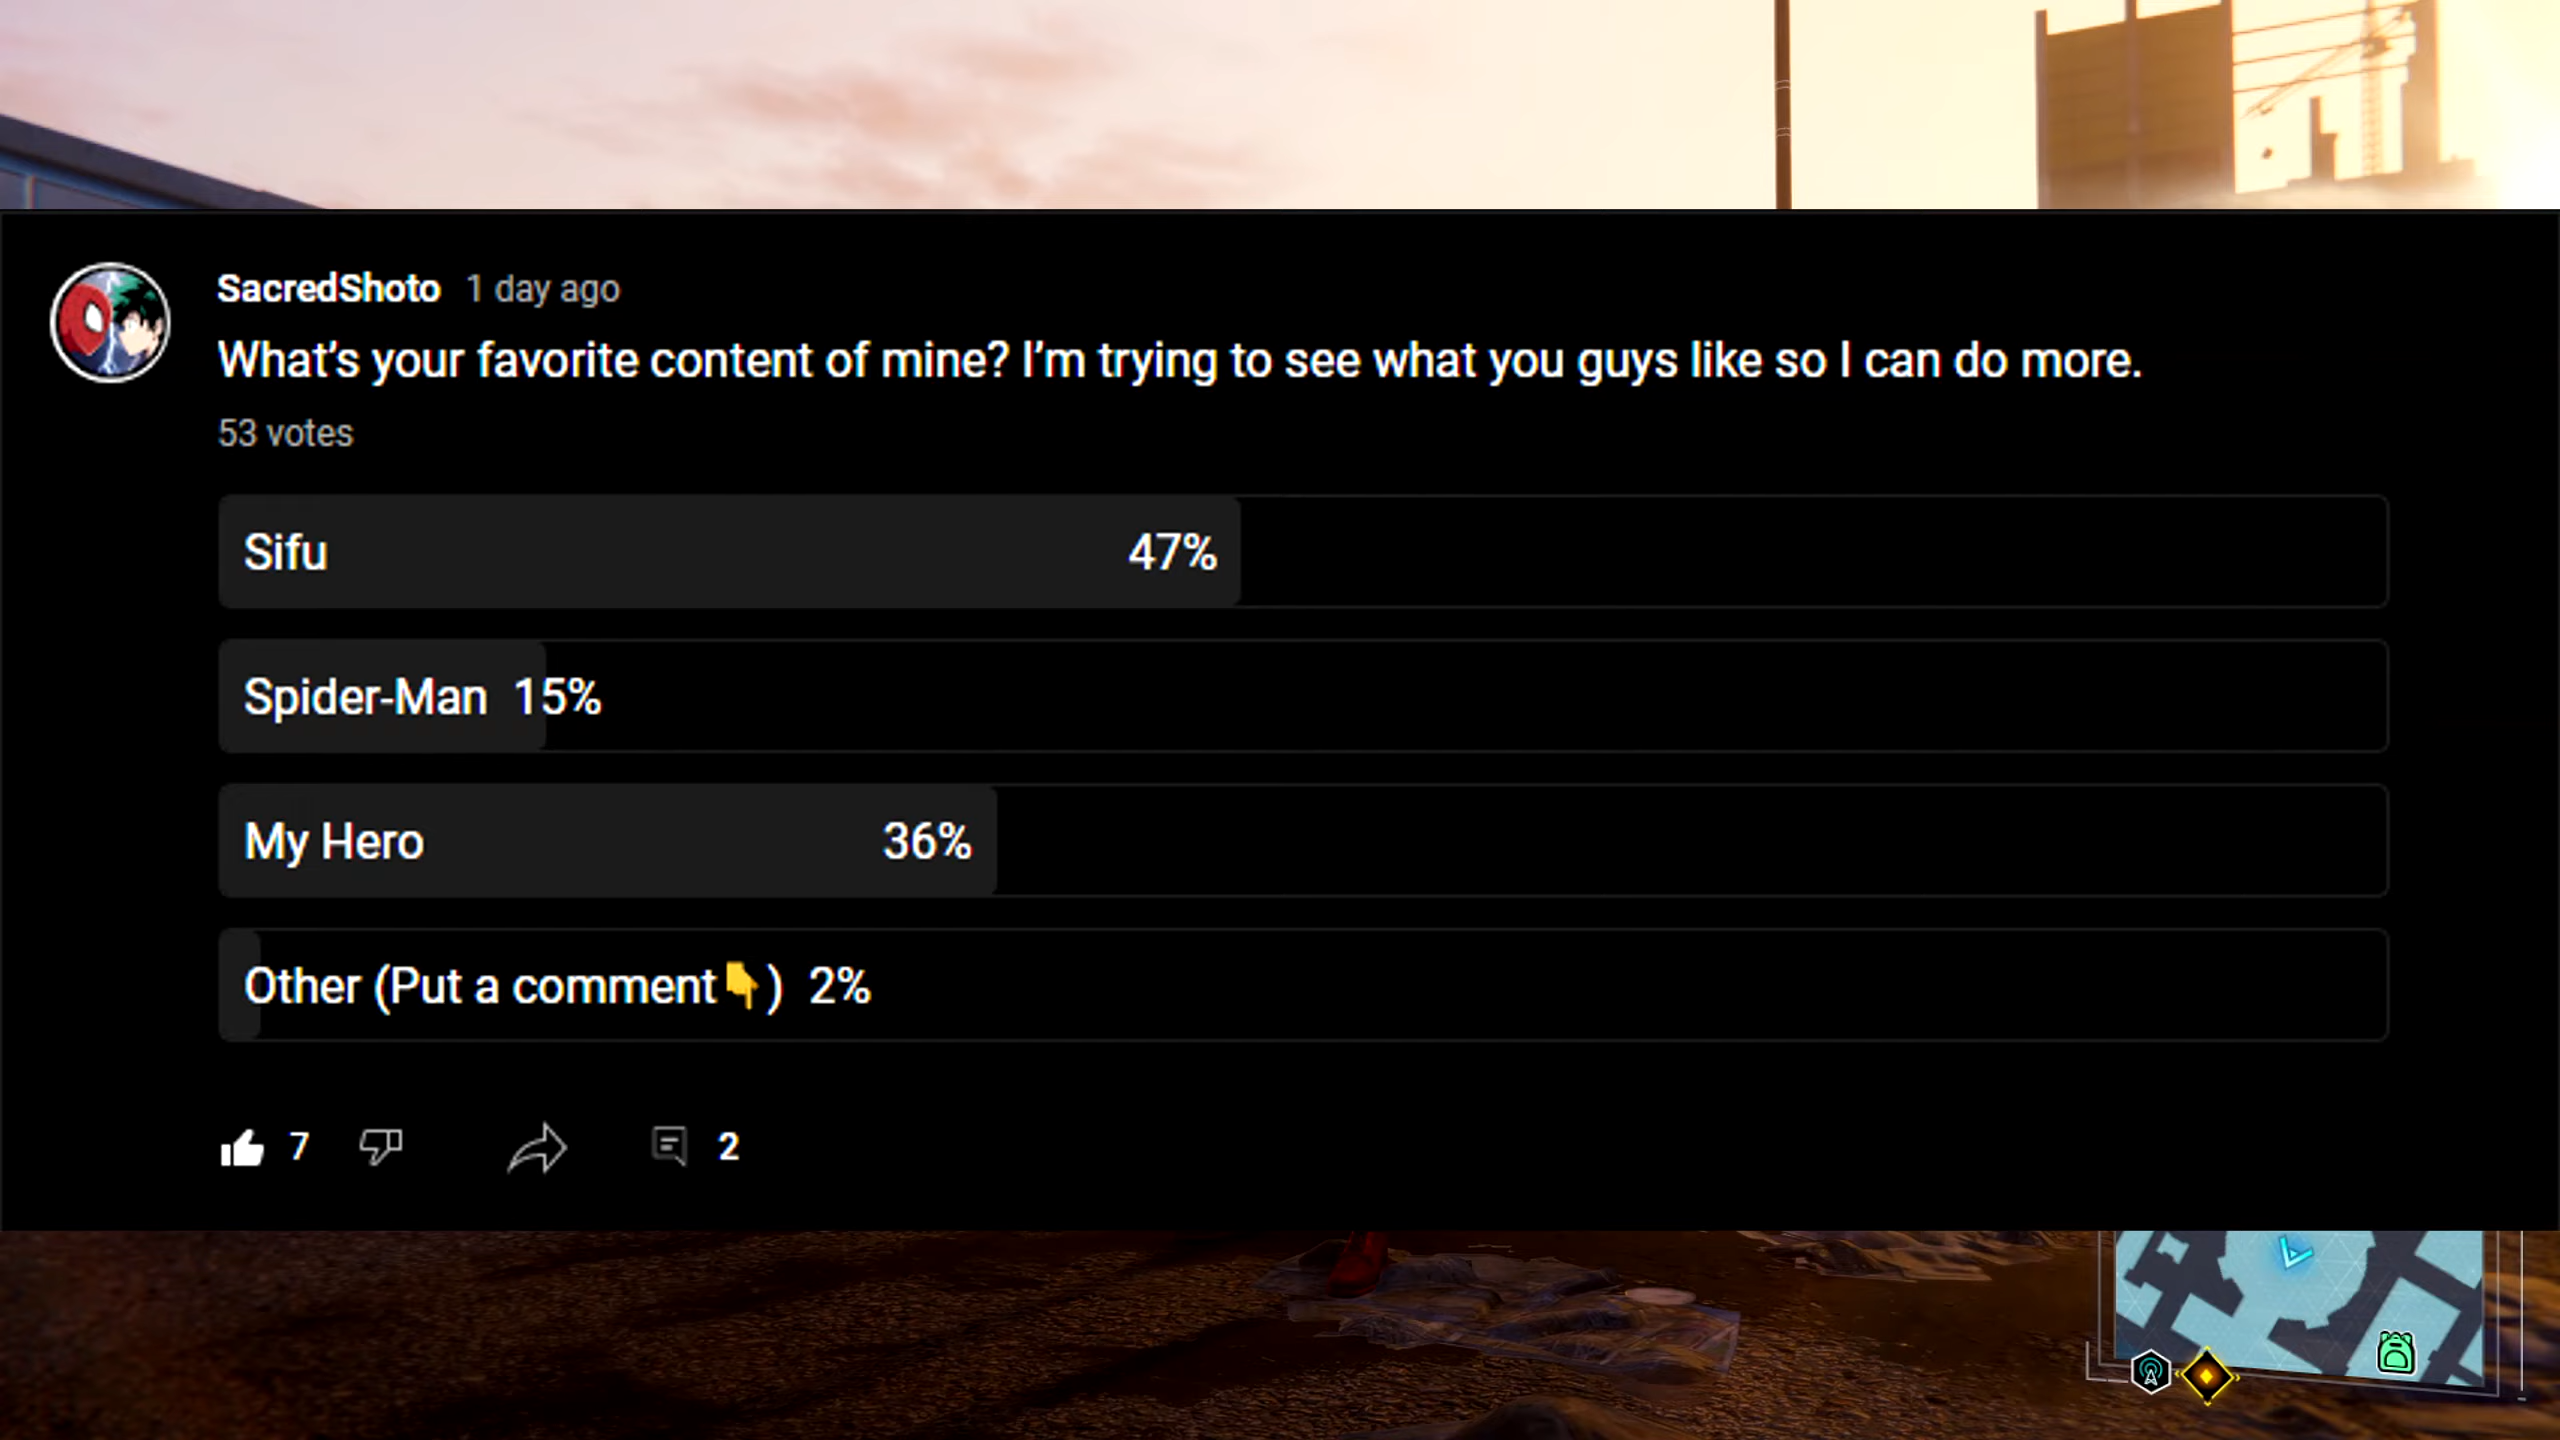 SacredShoto 1 day ago
What's your favorite content of mine? I'm trying to see what you guys like so I can do more.
53 votes
Sifu 47%
Spider-Man 15%
My Hero 36%
Other (Put a comment👇) 2%
7 2